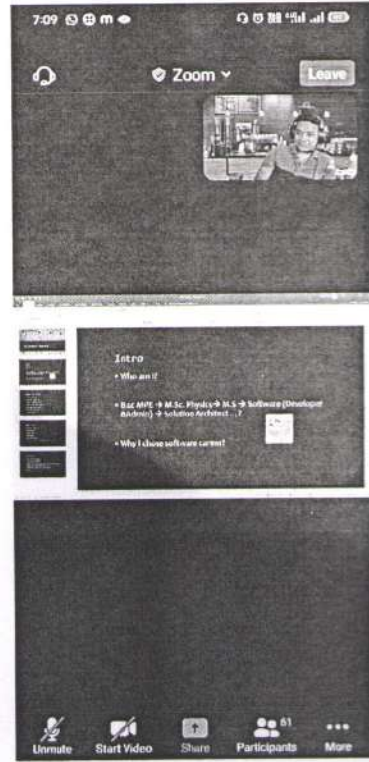 7:09
Zoom
Leave
Intro
• Who am I?
• B.sc MPE → M.Sc. Physics → M.S → Software (Developer
&Admin) → Solution Architect ...?
• Why I chose software career?
61
Unmute
Start Video
Share
Participants
More